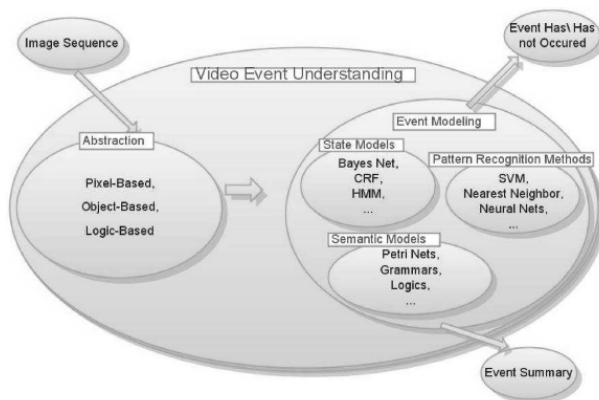 Image Sequence
Event Has\ Has
not Occured
Video Event Understanding
Abstraction
Pixel-Based,
Object-Based,
Logic-Based
Event Modeling
State Models
Bayes Net,
CRF,
HMM,
...
Pattern Recognition Methods
SVM,
Nearest Neighbor,
Neural Nets,
...
Semantic Models
Petri Nets,
Grammars,
Logics,
...
Event Summary